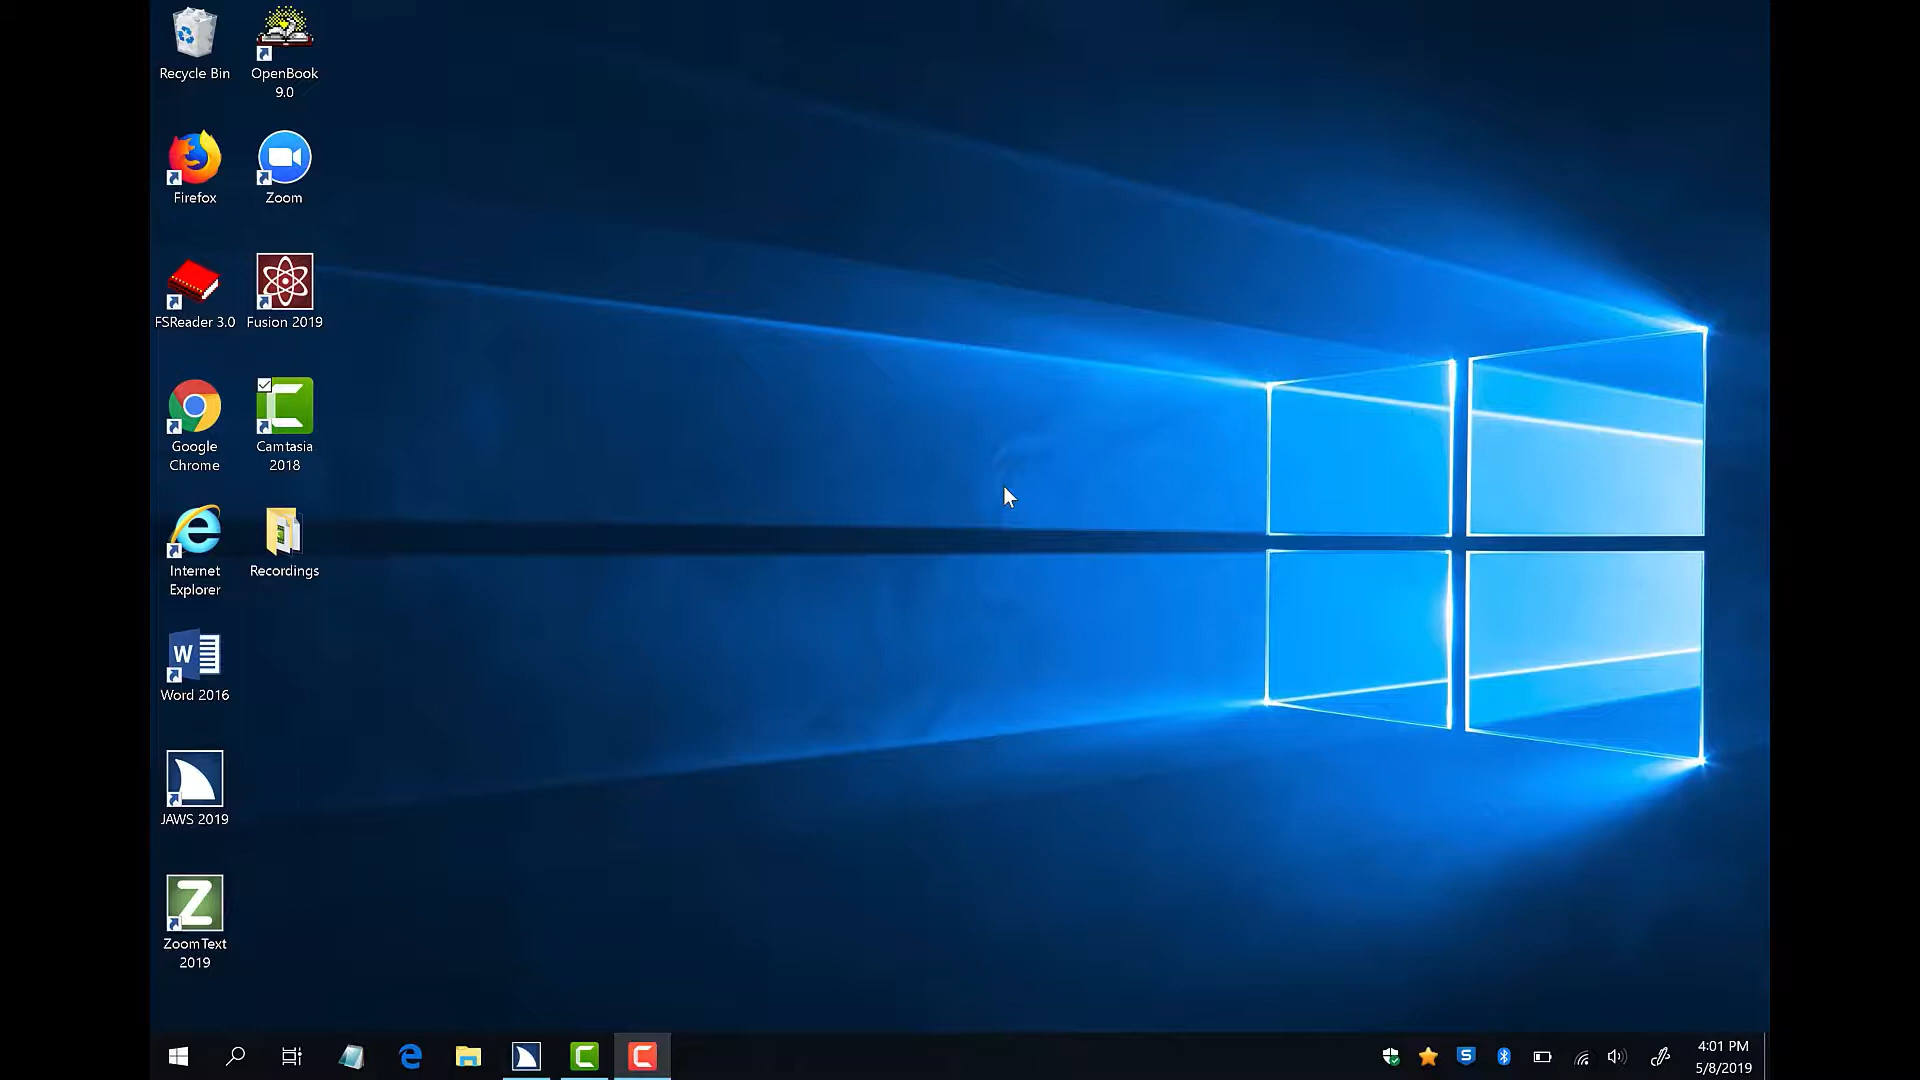 Recycle Bin
OpenBook
9.0
Firefox
Zoom
FSReader 3.0
Fusion 2019
Google
Chrome
Camtasia
2018
Internet
Explorer
Recordings
W
Word 2016
JAWS 2019
Z
ZoomText
2019
4:01 PM
5/8/2019